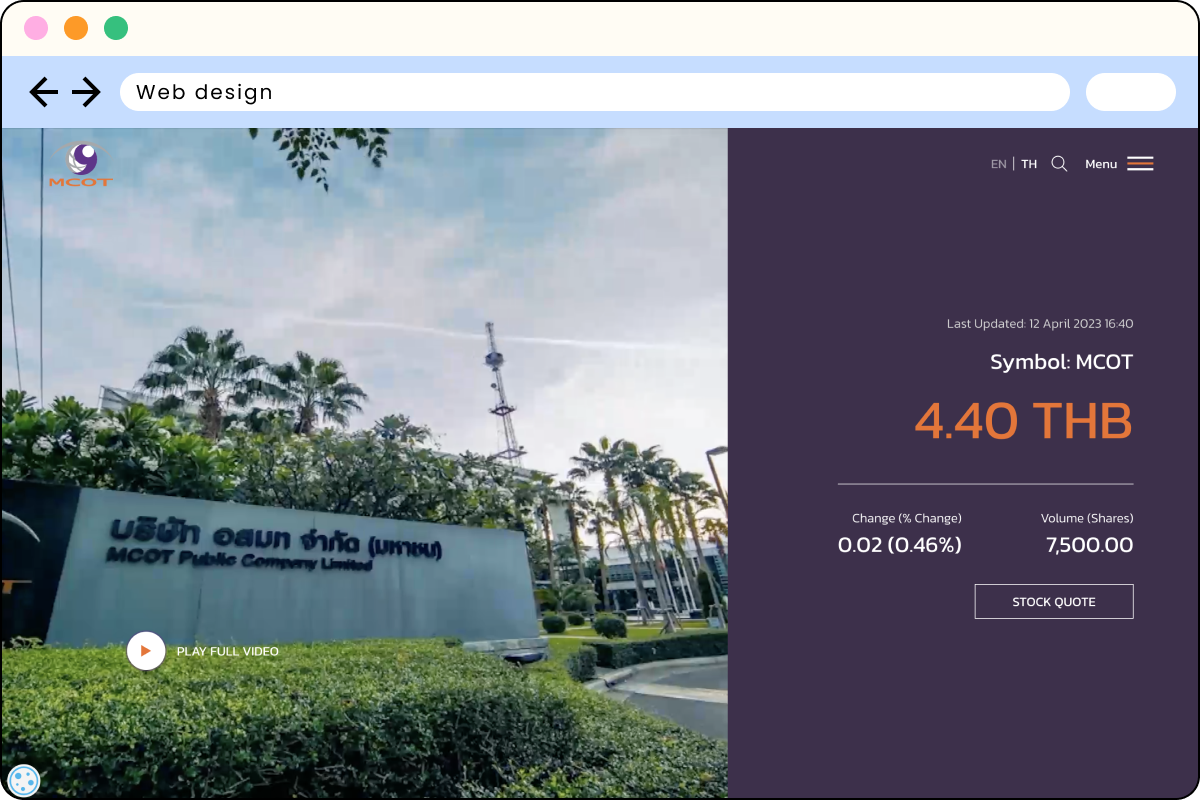 Web design
MCOT
EN | TH
Menu
Last Updated: 12 April 2023 16:40
Symbol: MCOT
4.40 THB
Change (% Change)
0.02 (0.46%)
Volume (Shares)
7,500.00
STOCK QUOTE
บริษัท อสมท จำกัด (มหาชน)
MCOT Public Company Limited
PLAY FULL VIDEO